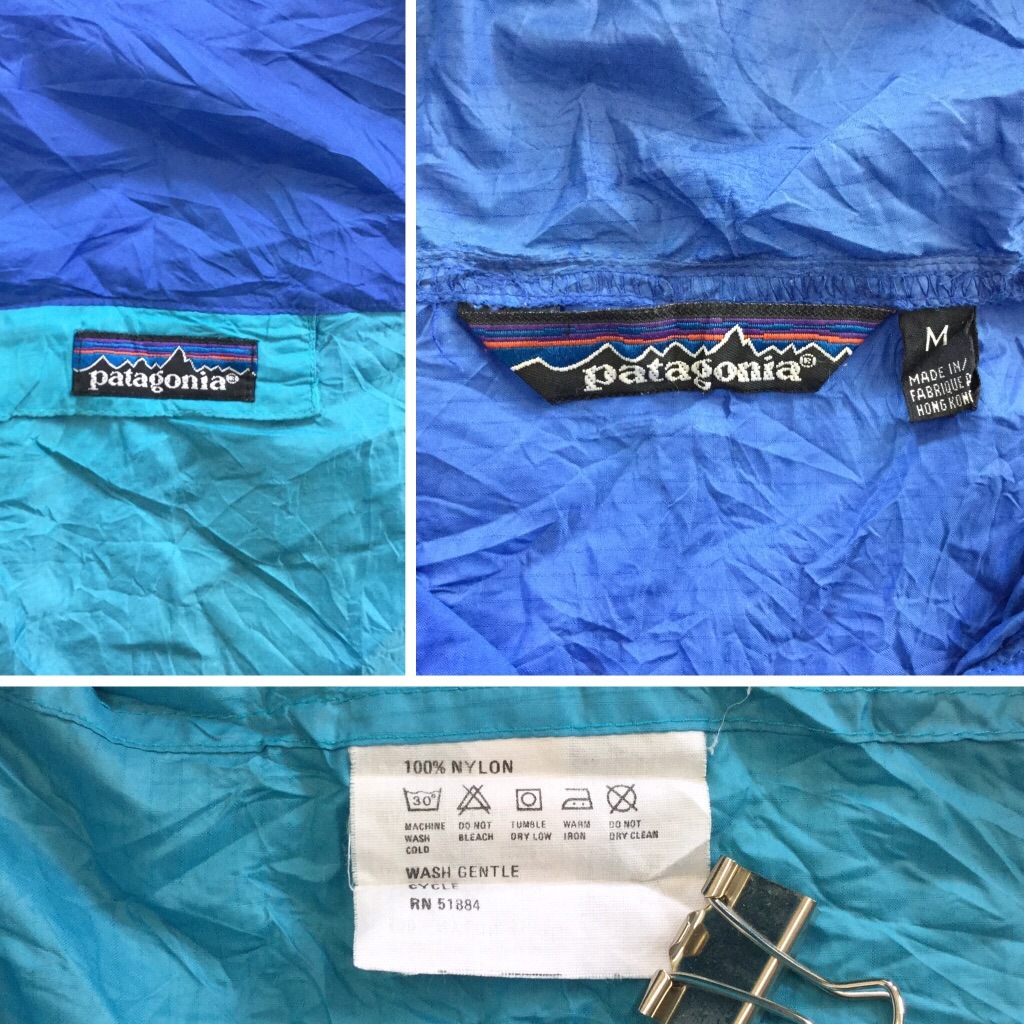 patagonia®
patagonia®
M
MADE IN/
FABRIQUE
HONG KONG
100% NYLON
30°
MACHINE WASH COLD
DO NOT BLEACH
TUMBLE DRY LOW
WARM IRON
DO NOT DRY CLEAN
WASH GENTLE
CYCLE
RN 51884